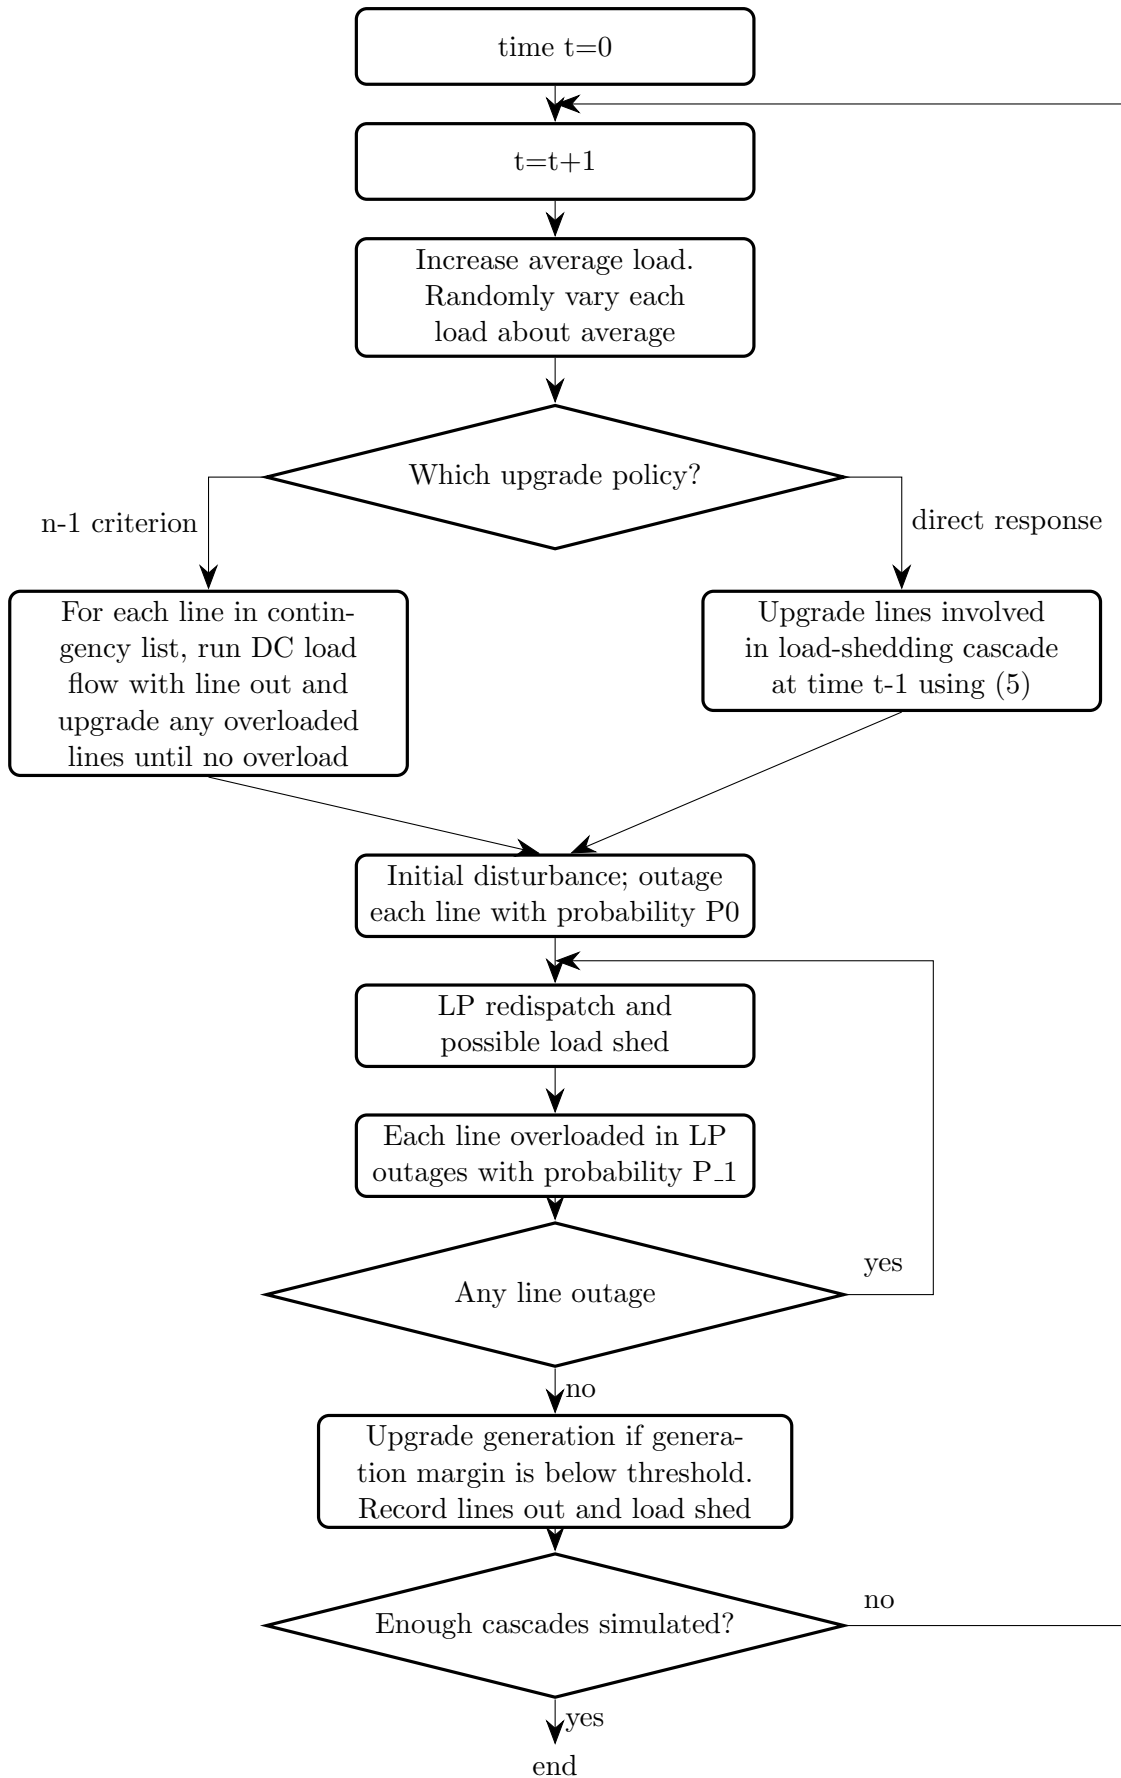 time t=0
t=t+1
Increase average load.
Randomly vary each
load about average
Which upgrade policy?
n-1 criterion
direct response
For each line in contin-
gency list, run DC load
flow with line out and
upgrade any overloaded
lines until no overload
Upgrade lines involved
in load-shedding cascade
at time t-1 using (5)
Initial disturbance; outage
each line with probability P0
LP redispatch and
possible load shed
Each line overloaded in LP
outages with probability P_1
Any line outage
yes
no
Upgrade generation if genera-
tion margin is below threshold.
Record lines out and load shed
Enough cascades simulated?
no
yes
end